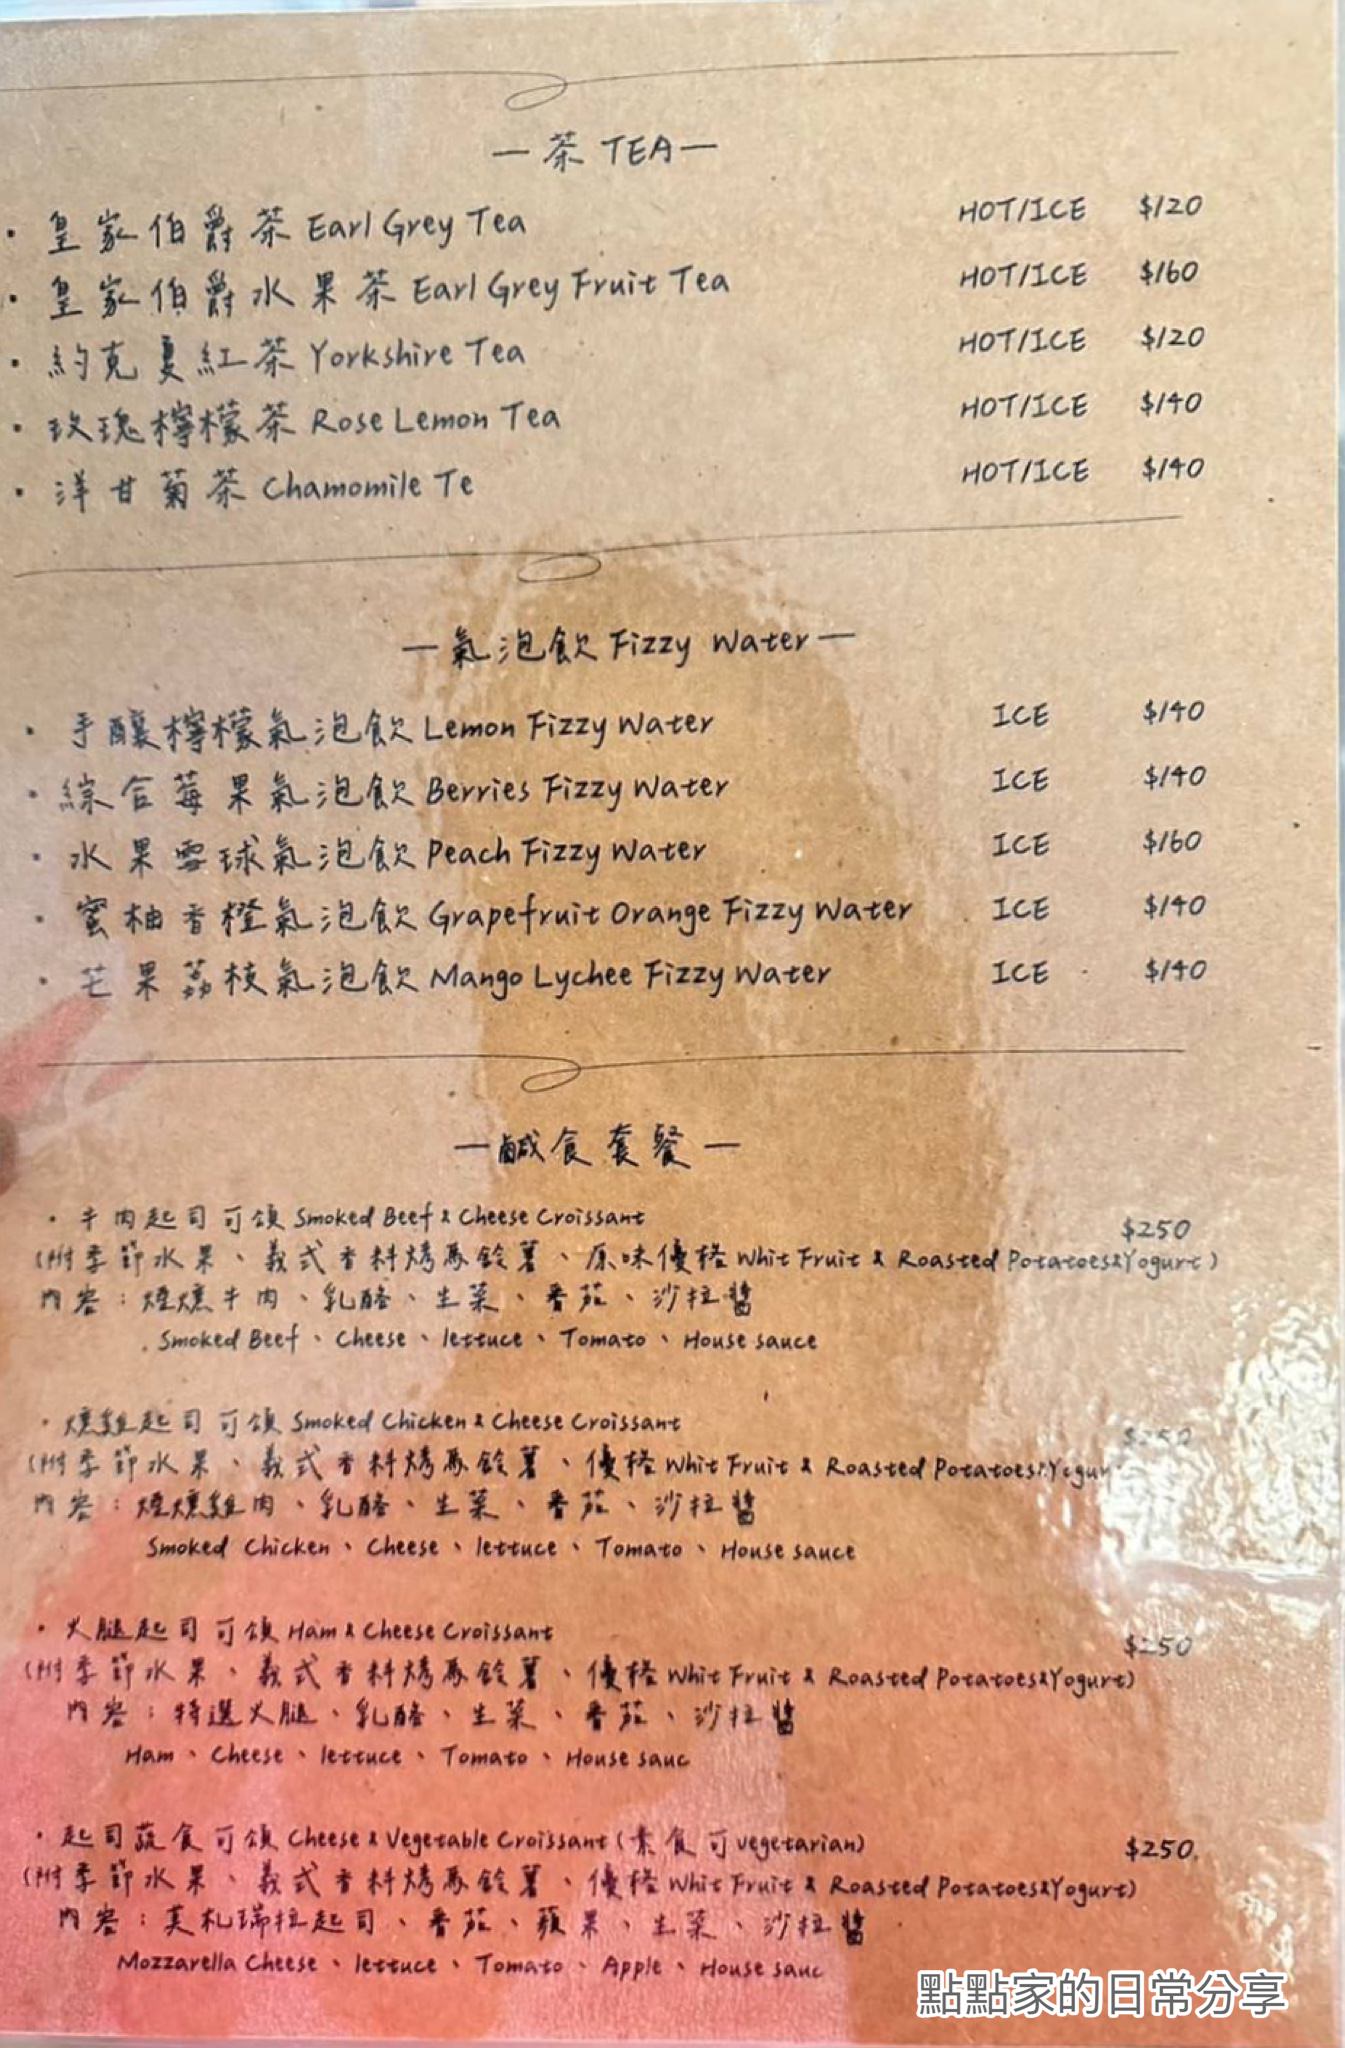 —茶 TEA—
· 皇家伯爵茶 Earl Grey Tea HOT/ICE $120
· 皇家伯爵水果茶 Earl Grey Fruit Tea HOT/ICE $160
· 約克夏紅茶 Yorkshire Tea HOT/ICE $120
· 玫瑰檸檬茶 Rose Lemon Tea HOT/ICE $140
· 洋甘菊茶 Chamomile Te HOT/ICE $140
—氣泡飲 Fizzy Water—
· 手釀檸檬氣泡飲 Lemon Fizzy Water ICE $140
· 綜合莓果氣泡飲 Berries Fizzy Water ICE $140
· 水果雪球氣泡飲 Peach Fizzy Water ICE $160
· 蜜柚香橙氣泡飲 Grapefruit Orange Fizzy Water ICE $140
· 芒果荔枝氣泡飲 Mango Lychee Fizzy Water ICE $140
—鹹食套餐—
· 牛肉起司可頌 Smoked Beef & Cheese Croissant $250
(附季節水果、義式香料烤馬鈴薯、原味優格 Whit Fruit & Roasted Potatoes&Yogurt)
內容：煙燻牛肉、乳酪、生菜、番茄、沙拉醬
Smoked Beef、Cheese、lettuce、Tomato、House sauce
· 燻雞起司可頌 Smoked Chicken & Cheese Croissant $250
(附季節水果、義式香料烤馬鈴薯、優格 Whit Fruit & Roasted Potatoes&Yogur
內容：煙燻雞肉、乳酪、生菜、番茄、沙拉醬
Smoked Chicken、Cheese、lettuce、Tomato、House sauce
· 火腿起司可頌 Ham & Cheese Croissant $250
(附季節水果、義式香料烤馬鈴薯、優格 Whit Fruit & Roasted Potatoes&Yogurt)
內容：特選火腿、乳酪、生菜、番茄、沙拉醬
Ham、Cheese、lettuce、Tomato、House sauc
· 起司蔬食可頌 Cheese & Vegetable Croissant (素食可vegetarian) $250
(附季節水果、義式香料烤馬鈴薯、優格 Whit Fruit & Roasted Potatoes&Yogurt)
內容：莫札瑞拉起司、番茄、蘋果、生菜、沙拉醬
Mozzarella Cheese、lettuce、Tomato、Apple、House sauc
點點家的日常分享